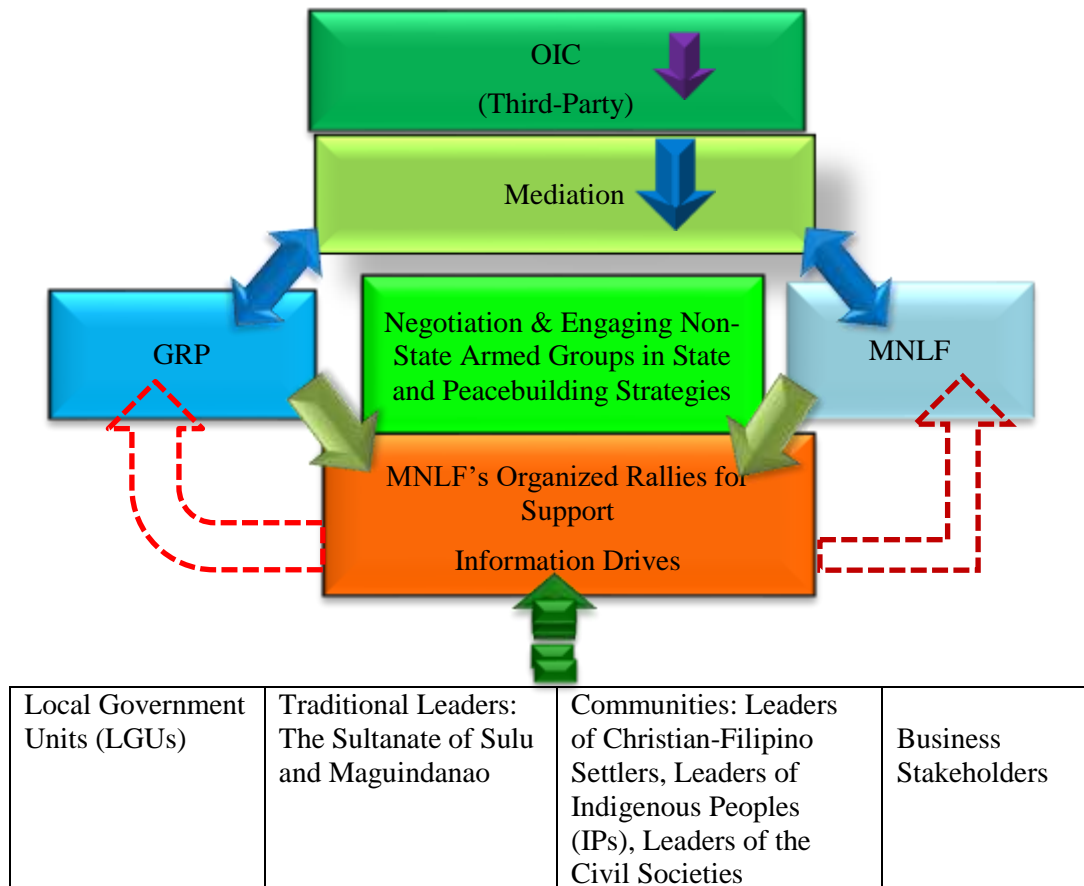 OIC
(Third-Party)
Mediation
GRP
Negotiation & Engaging Non-
State Armed Groups in State
and Peacebuilding Strategies
MNLF
MNLF’s Organized Rallies for
Support
Information Drives
Local Government
Units (LGUs)
Traditional Leaders:
The Sultanate of Sulu
and Maguindanao
Communities: Leaders
of Christian-Filipino
Settlers, Leaders of
Indigenous Peoples
(IPs), Leaders of the
Civil Societies
Business
Stakeholders